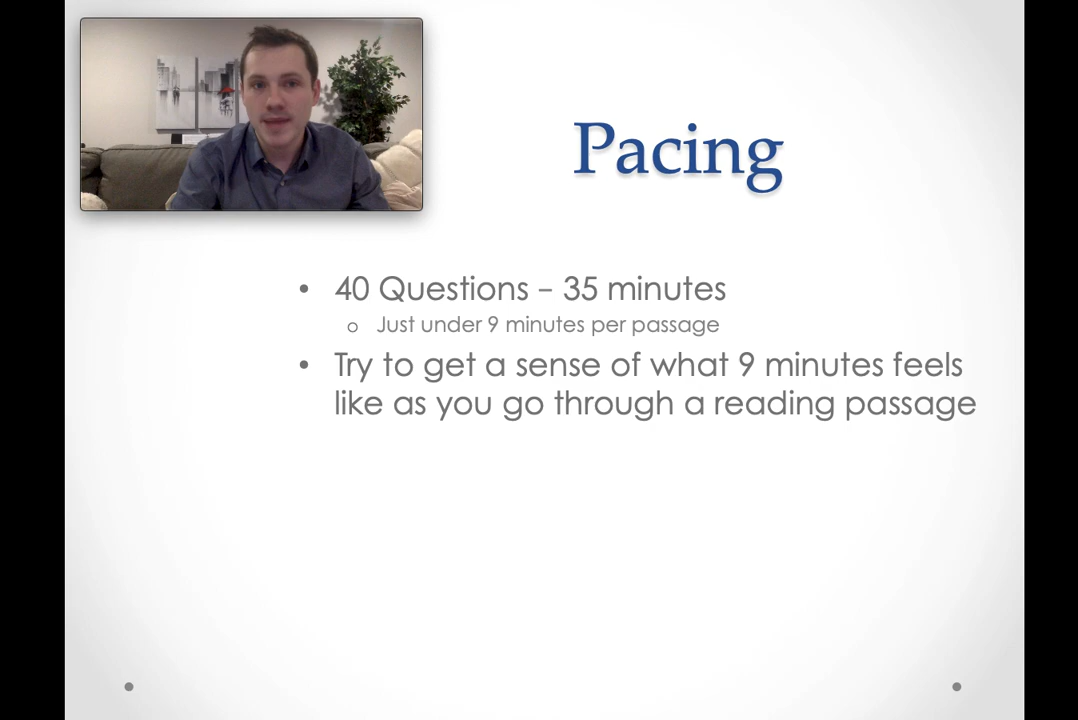 Pacing
• 40 Questions – 35 minutes
o Just under 9 minutes per passage
• Try to get a sense of what 9 minutes feels
like as you go through a reading passage